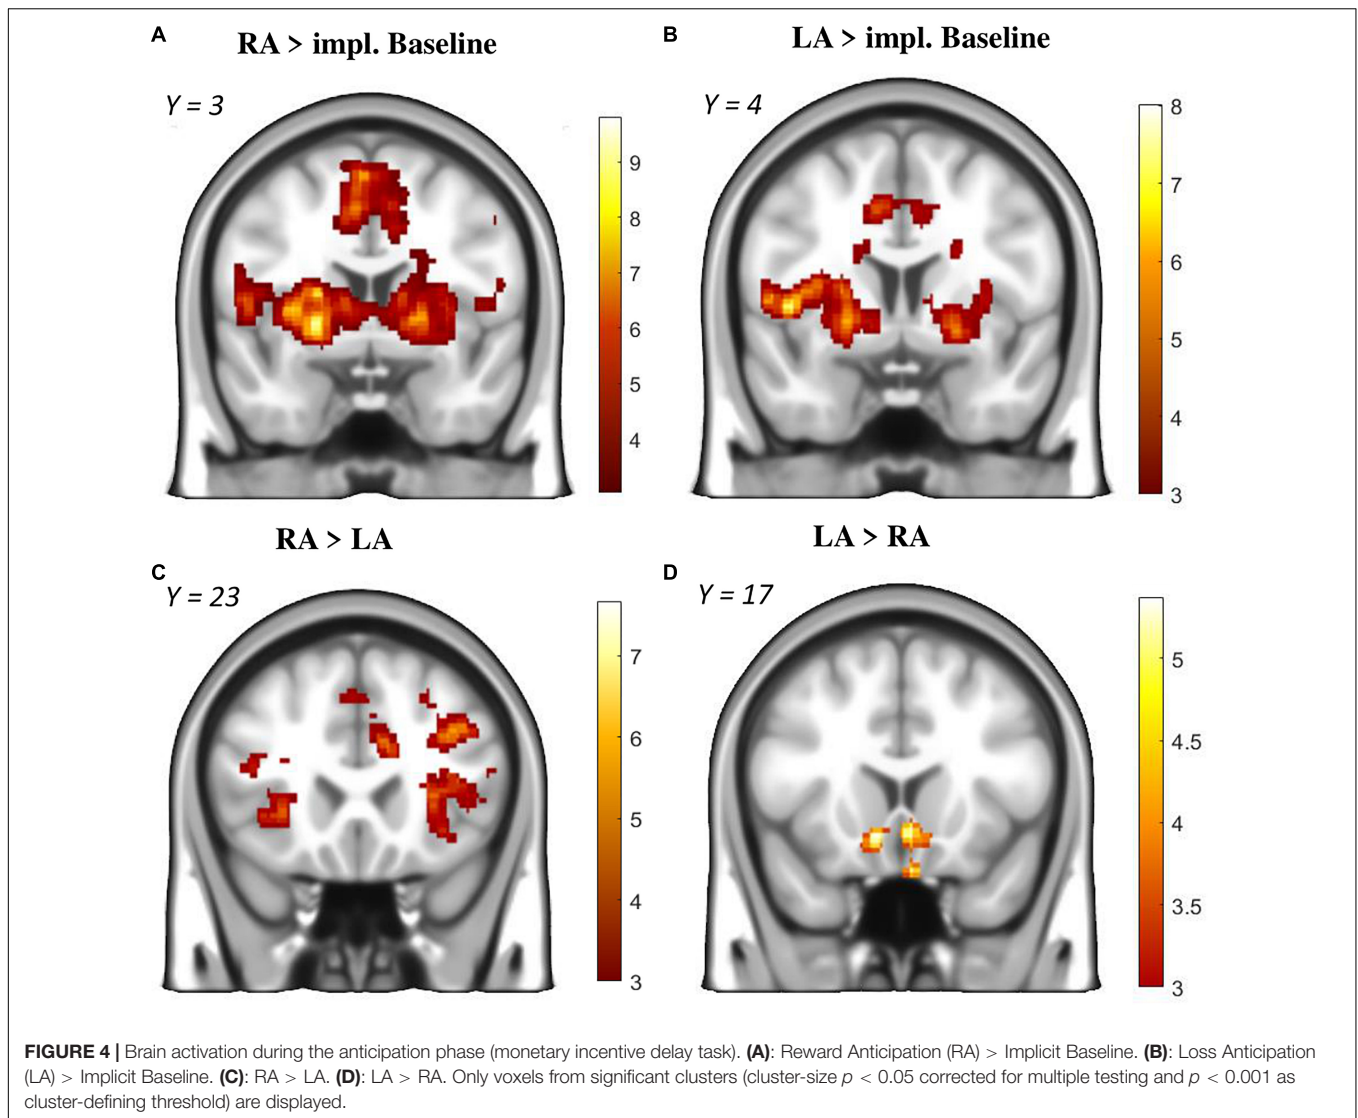 A
RA > impl. Baseline
Y = 3
9
8
7
6
5
4
B
LA > impl. Baseline
Y = 4
8
7
6
5
4
3
RA > LA
C
Y = 23
7
6
5
4
3
LA > RA
D
Y = 17
5
4.5
4
3.5
3
FIGURE 4 | Brain activation during the anticipation phase (monetary incentive delay task). (A): Reward Anticipation (RA) > Implicit Baseline. (B): Loss Anticipation
(LA) > Implicit Baseline. (C): RA > LA. (D): LA > RA. Only voxels from significant clusters (cluster-size p < 0.05 corrected for multiple testing and p < 0.001 as
cluster-defining threshold) are displayed.